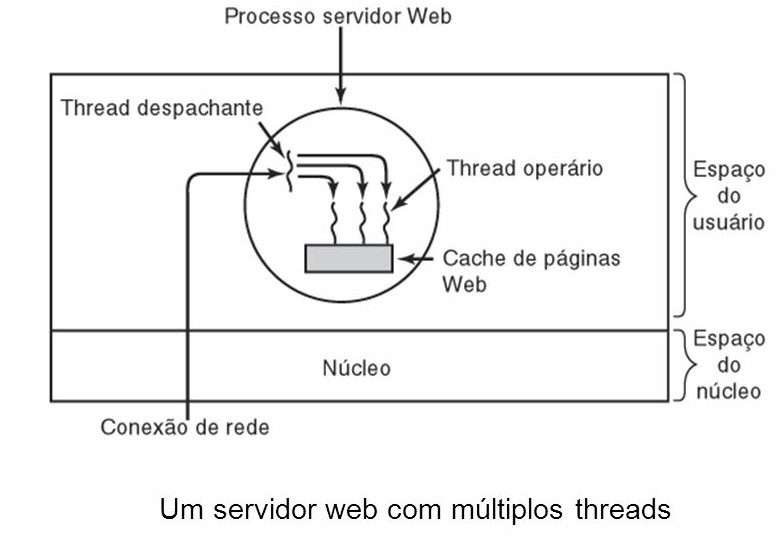 Processo servidor Web
Thread despachante
Thread operário
Espaço
do
usuário
Cache de páginas
Web
Núcleo
Espaço
do
núcleo
Conexão de rede
Um servidor web com múltiplos threads